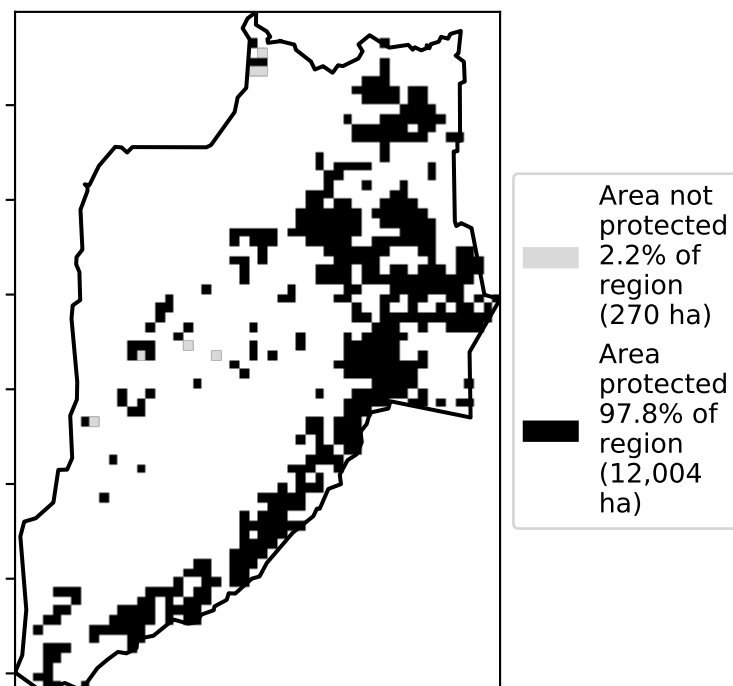 Area not
protected
2.2% of
region
(270 ha)
Area
protected
97.8% of
region
(12,004
ha)